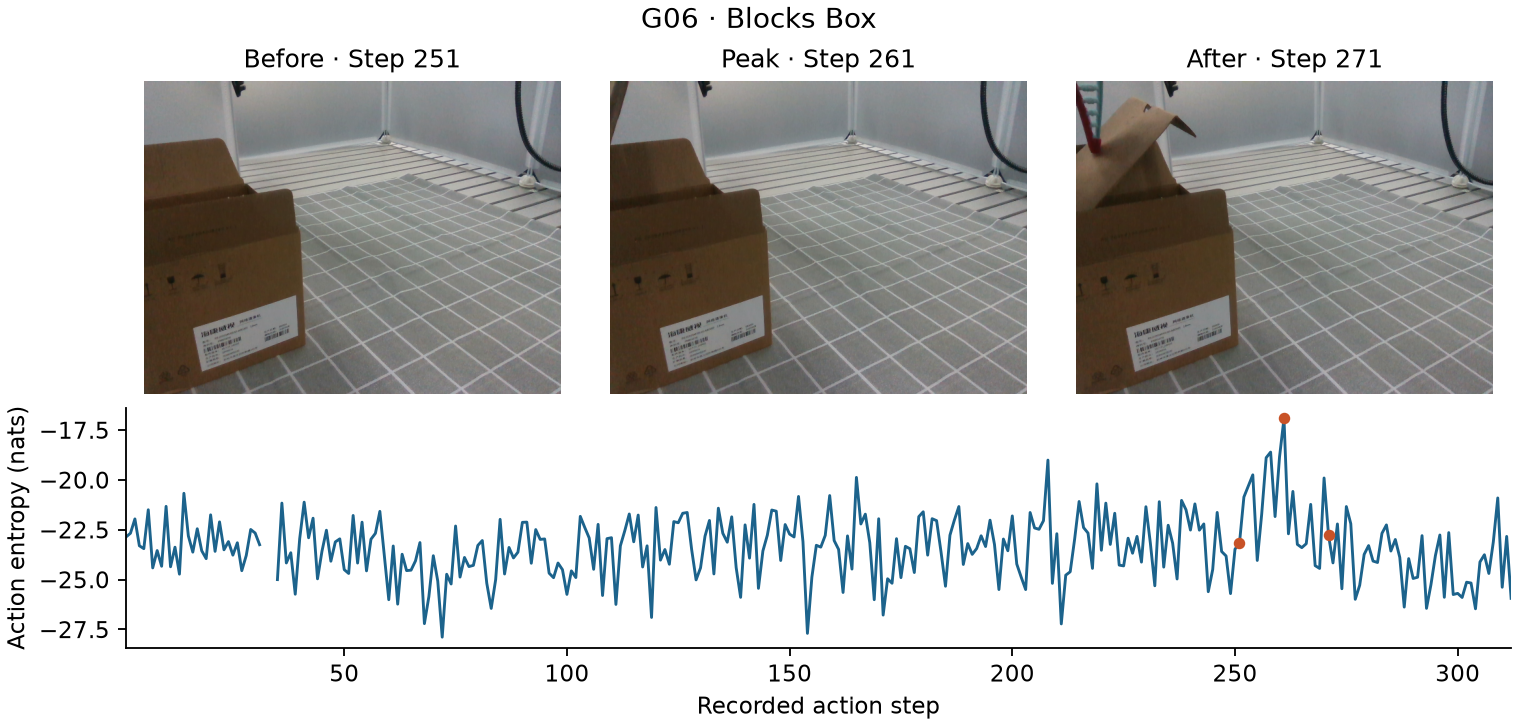 G06 · Blocks Box
Before · Step 251
Peak · Step 261
After · Step 271
Action entropy (nats)
−17.5
−20.0
−22.5
−25.0
−27.5
50
100
150
200
250
300
Recorded action step